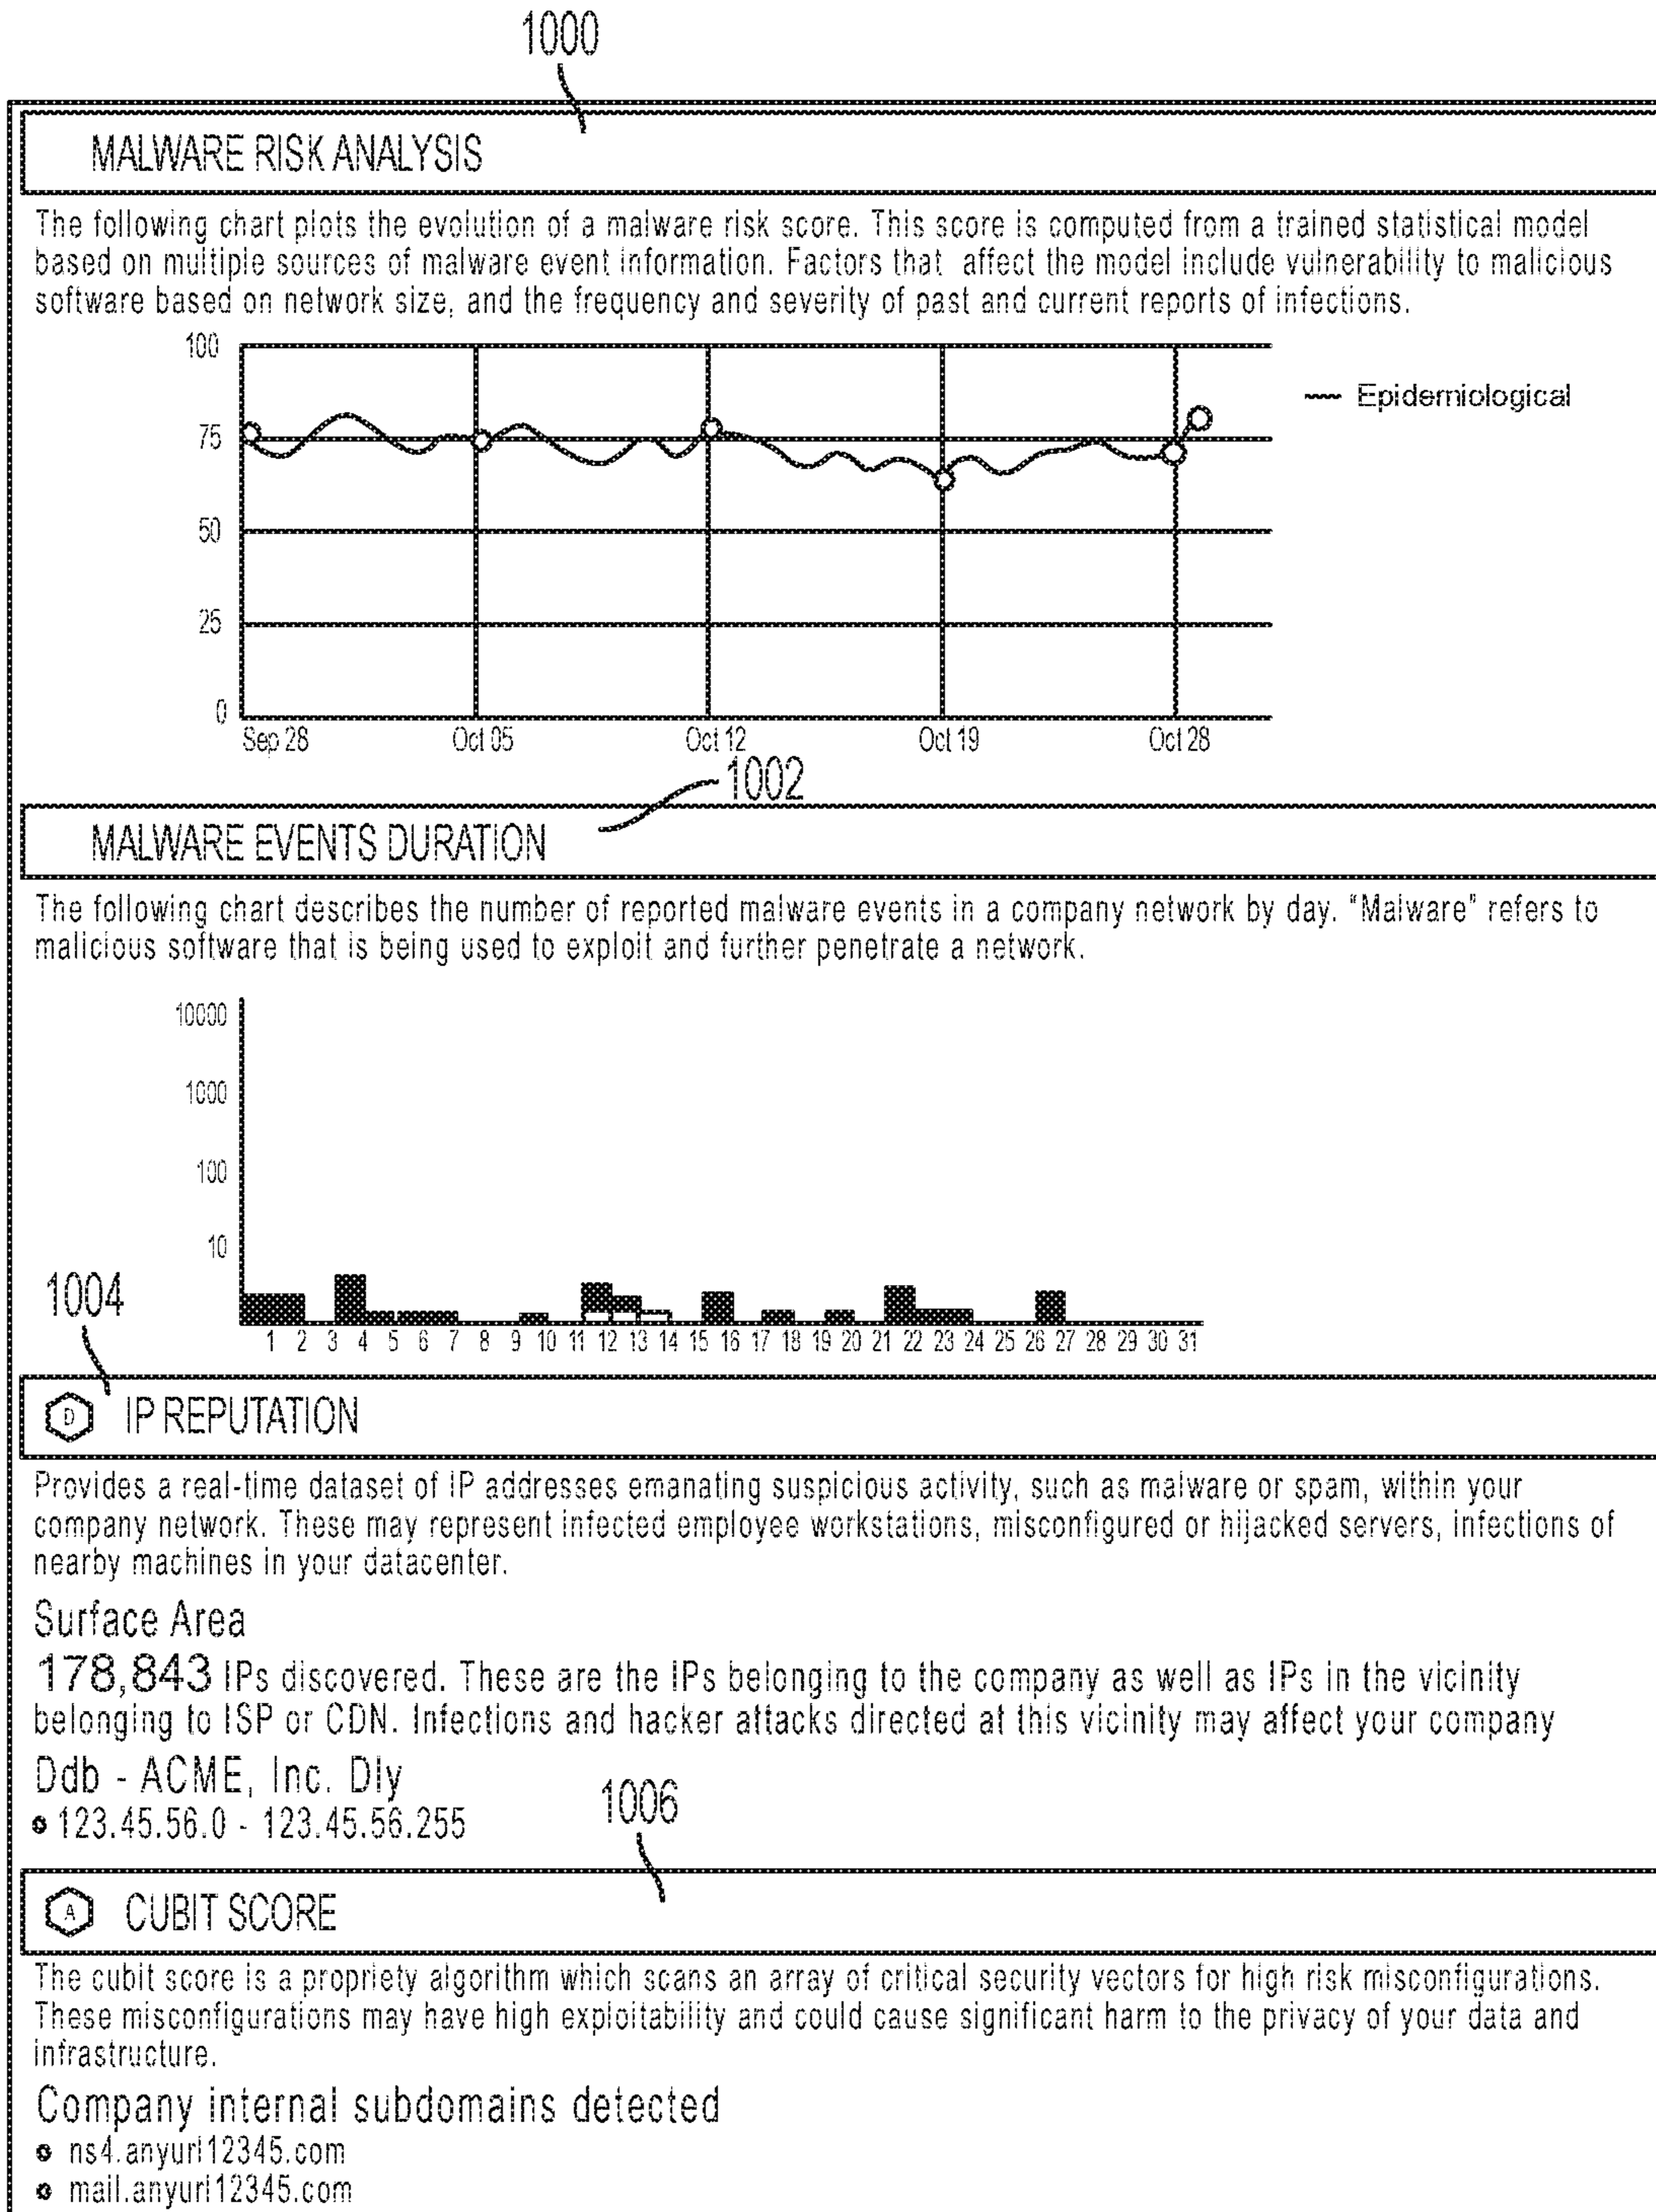 1000
MALWARE RISK ANALYSIS
The following chart plots the evolution of a malware risk score. This score is computed from a trained statistical model
based on multiple sources of malware event information. Factors that affect the model include vulnerability to malicious
software based on network size, and the frequency and severity of past and current reports of infections.
100
75
50
25
0
Epidemiological
Sep 28 Oct 05 Oct 12 Oct 19 Oct 28
1002
MALWARE EVENTS DURATION
The following chart describes the number of reported malware events in a company network by day. "Malware" refers to
malicious software that is being used to exploit and further penetrate a network.
10000
1000
100
10
1 2 3 4 5 6 7 8 9 10 11 12 13 14 15 16 17 18 19 20 21 22 23 24 25 26 27 28 29 30 31
1004
D IP REPUTATION
Provides a real-time dataset of IP addresses emanating suspicious activity, such as malware or spam, within your
company network. These may represent infected employee workstations, misconfigured or hijacked servers, infections of
nearby machines in your datacenter.
Surface Area
178,843 IPs discovered. These are the IPs belonging to the company as well as IPs in the vicinity
belonging to ISP or CDN. Infections and hacker attacks directed at this vicinity may affect your company
Ddb - ACME, Inc. Dly
• 123.45.56.0 - 123.45.56.255
1006
A CUBIT SCORE
The cubit score is a propriety algorithm which scans an array of critical security vectors for high risk misconfigurations.
These misconfigurations may have high exploitability and could cause significant harm to the privacy of your data and
infrastructure.
Company internal subdomains detected
• ns4.anyurl12345.com
• mail.anyurl12345.com